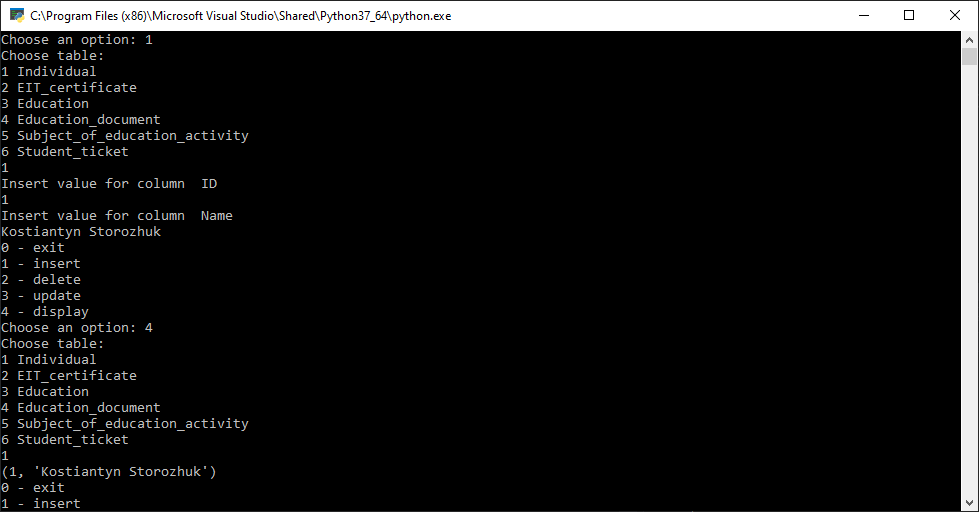 C:\Program Files (x86)\Microsoft Visual Studio\Shared\Python37_64\python.exe
Choose an option: 1
Choose table:
1 Individual
2 EIT_certificate
3 Education
4 Education_document
5 Subject_of_education_activity
6 Student_ticket
1
Insert value for column  ID
1
Insert value for column  Name
Kostiantyn Storozhuk
0 - exit
1 - insert
2 - delete
3 - update
4 - display
Choose an option: 4
Choose table:
1 Individual
2 EIT_certificate
3 Education
4 Education_document
5 Subject_of_education_activity
6 Student_ticket
1
(1, 'Kostiantyn Storozhuk')
0 - exit
1 - insert